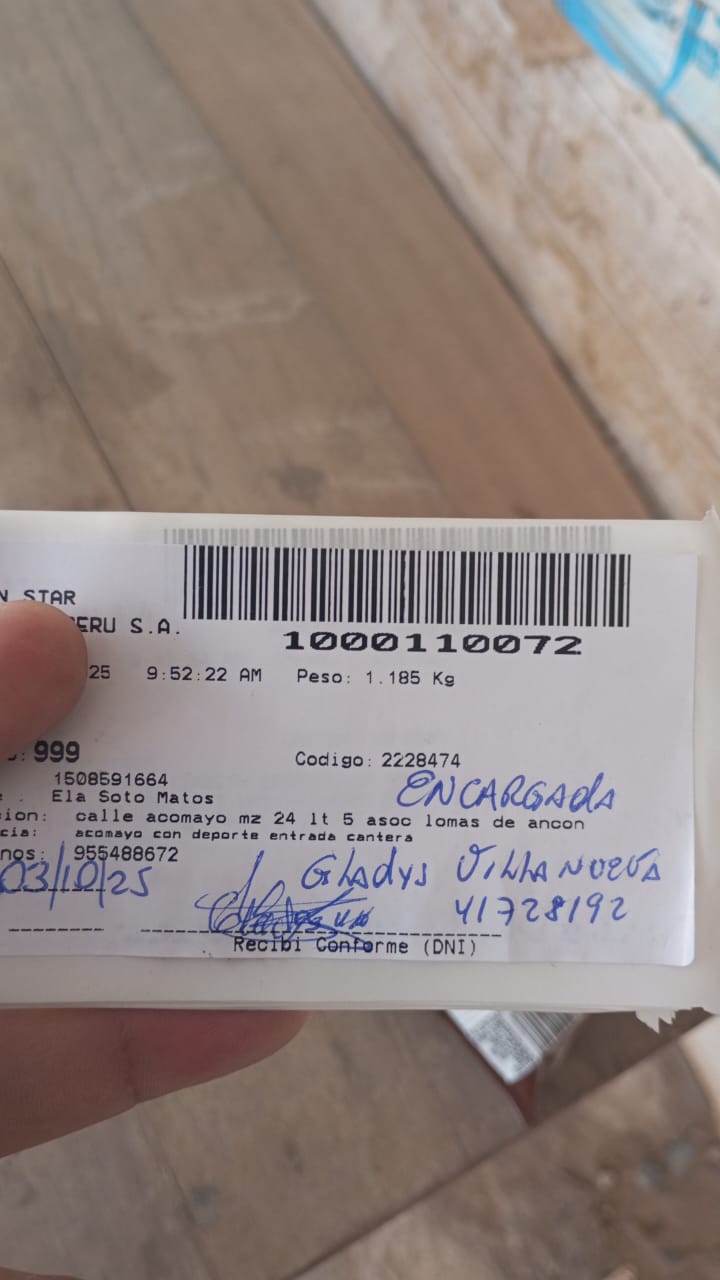 N STAR
ERU S.A.
1000110072
25 9:52:22 AM Peso: 1.185 Kg
: 999
Codigo: 2228474
1508591664
ENCARGADA
: Ela Soto Matos
ion: calle acomayo mz 24 lt 5 asoc lomas de ancon
cia: acomayo con deporte entrada cantera
nos: 955488672
03/10/25
GLADYS VILLANUEVA
41728192
Recibi Conforme (DNI)